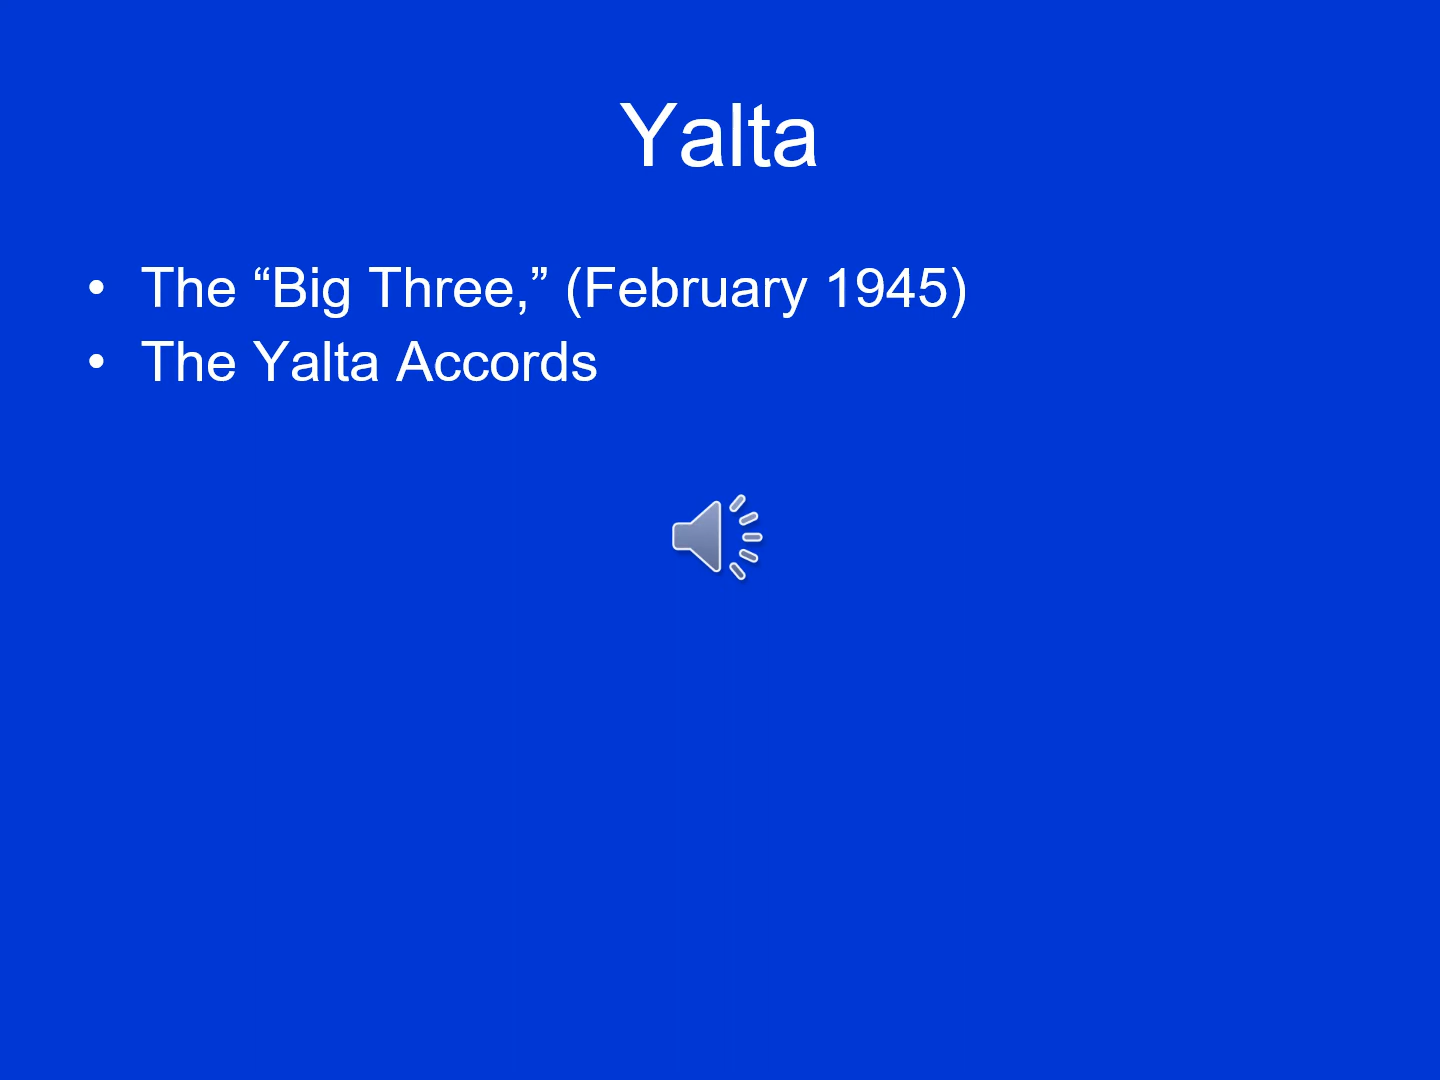 Yalta
• The “Big Three,” (February 1945)
• The Yalta Accords